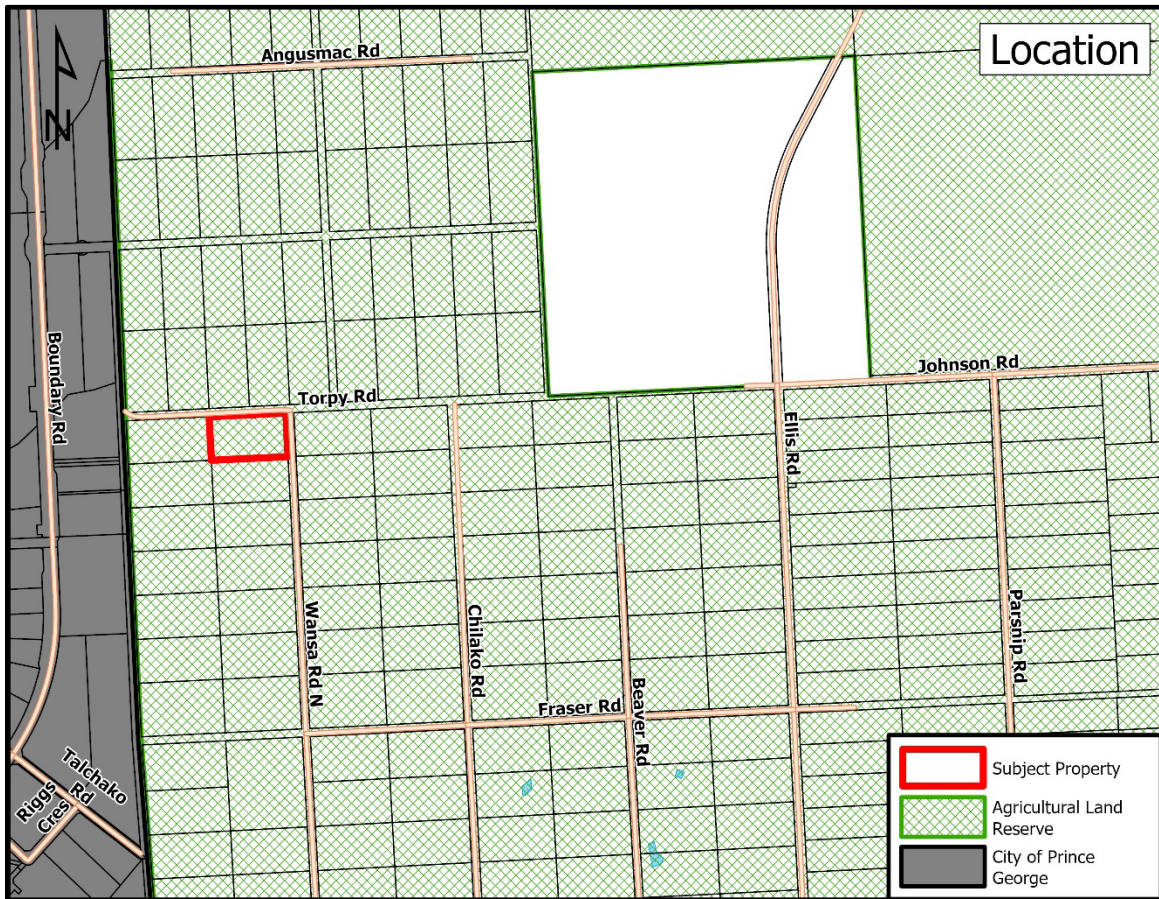 Location
Angusmac Rd
N
Boundary Rd
Torpy Rd
Johnson Rd
Ellis Rd
Wansa Rd N
Chilako Rd
Beaver Rd
Parsnip Rd
Fraser Rd
Talchako
Rd
Riggs
Cres
Subject Property
Agricultural Land
Reserve
City of Prince
George